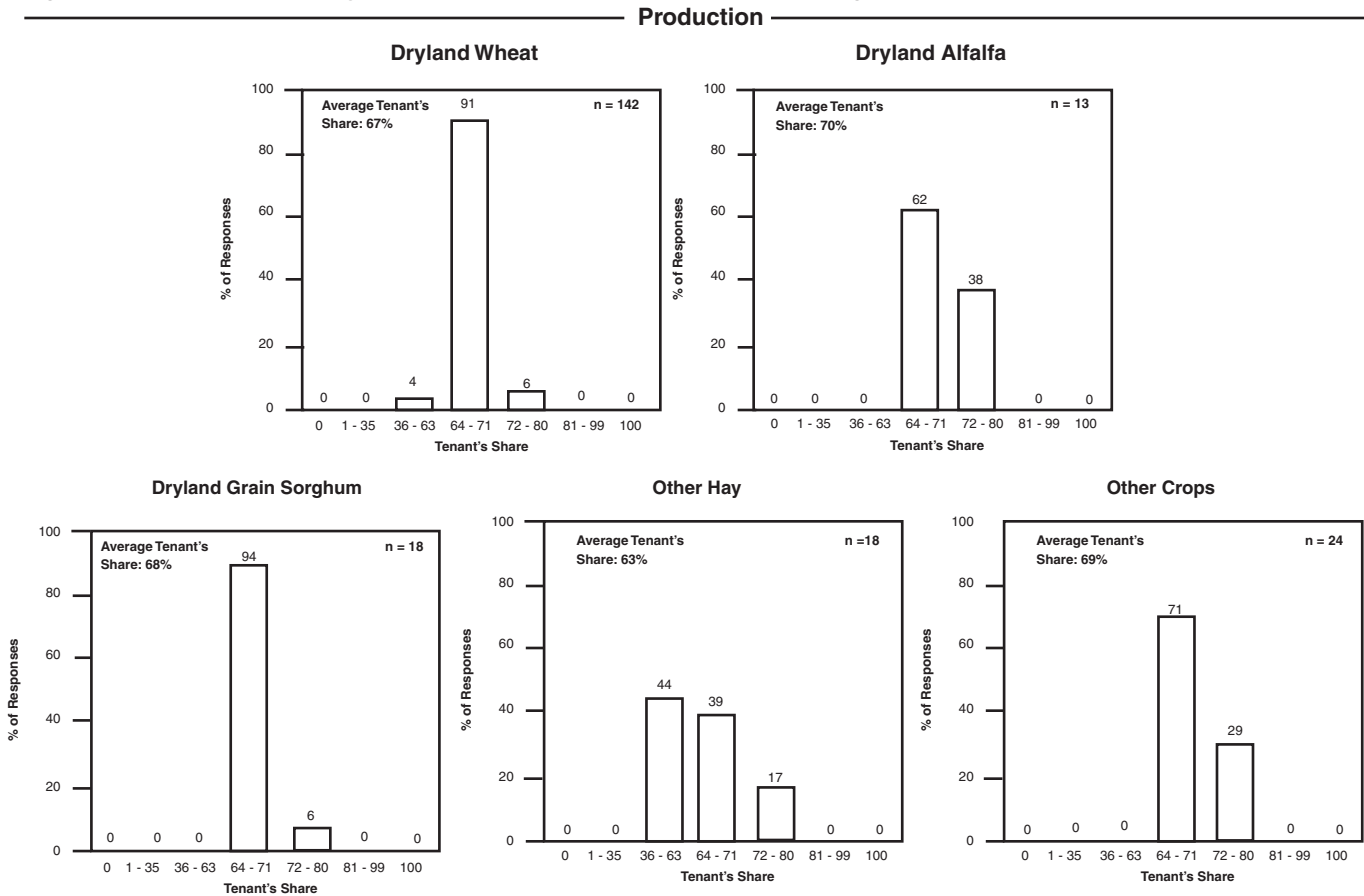 Production
Dryland Wheat
100
80
60
40
20
0
% of Responses
Average Tenant's
Share: 67%
n = 142
0
0
4
91
6
0
0
0 1 - 35 36 - 63 64 - 71 72 - 80 81 - 99 100
Tenant's Share
Dryland Alfalfa
100
80
60
40
20
0
% of Responses
Average Tenant's
Share: 70%
n = 13
0
0
0
62
38
0
0
0 1 - 35 36 - 63 64 - 71 72 - 80 81 - 99 100
Tenant's Share
Dryland Grain Sorghum
100
80
60
40
20
0
% of Responses
Average Tenant's
Share: 68%
n = 18
0
0
0
94
6
0
0
0 1 - 35 36 - 63 64 - 71 72 - 80 81 - 99 100
Tenant's Share
Other Hay
100
80
60
40
20
0
% of Responses
Average Tenant's
Share: 63%
n =18
0
0
44
39
17
0
0
0 1 - 35 36 - 63 64 - 71 72 - 80 81 - 99 100
Tenant's Share
Other Crops
100
80
60
40
20
0
% of Responses
Average Tenant's
Share: 69%
n = 24
0
0
0
71
29
0
0
0 1 - 35 36 - 63 64 - 71 72 - 80 81 - 99 100
Tenant's Share